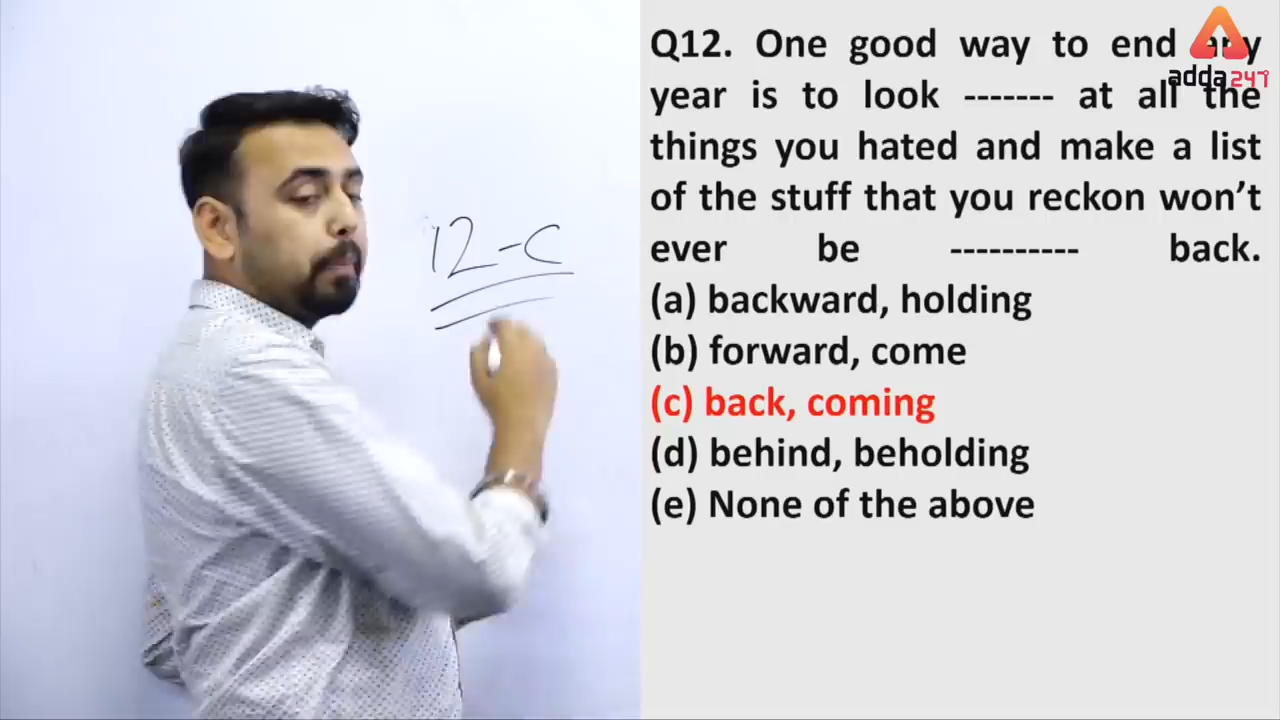 12-C
Q12. One good way to end any
year is to look ------- at all the
things you hated and make a list
of the stuff that you reckon won't
ever be ---------- back.
(a) backward, holding
(b) forward, come
(c) back, coming
(d) behind, beholding
(e) None of the above
adda247